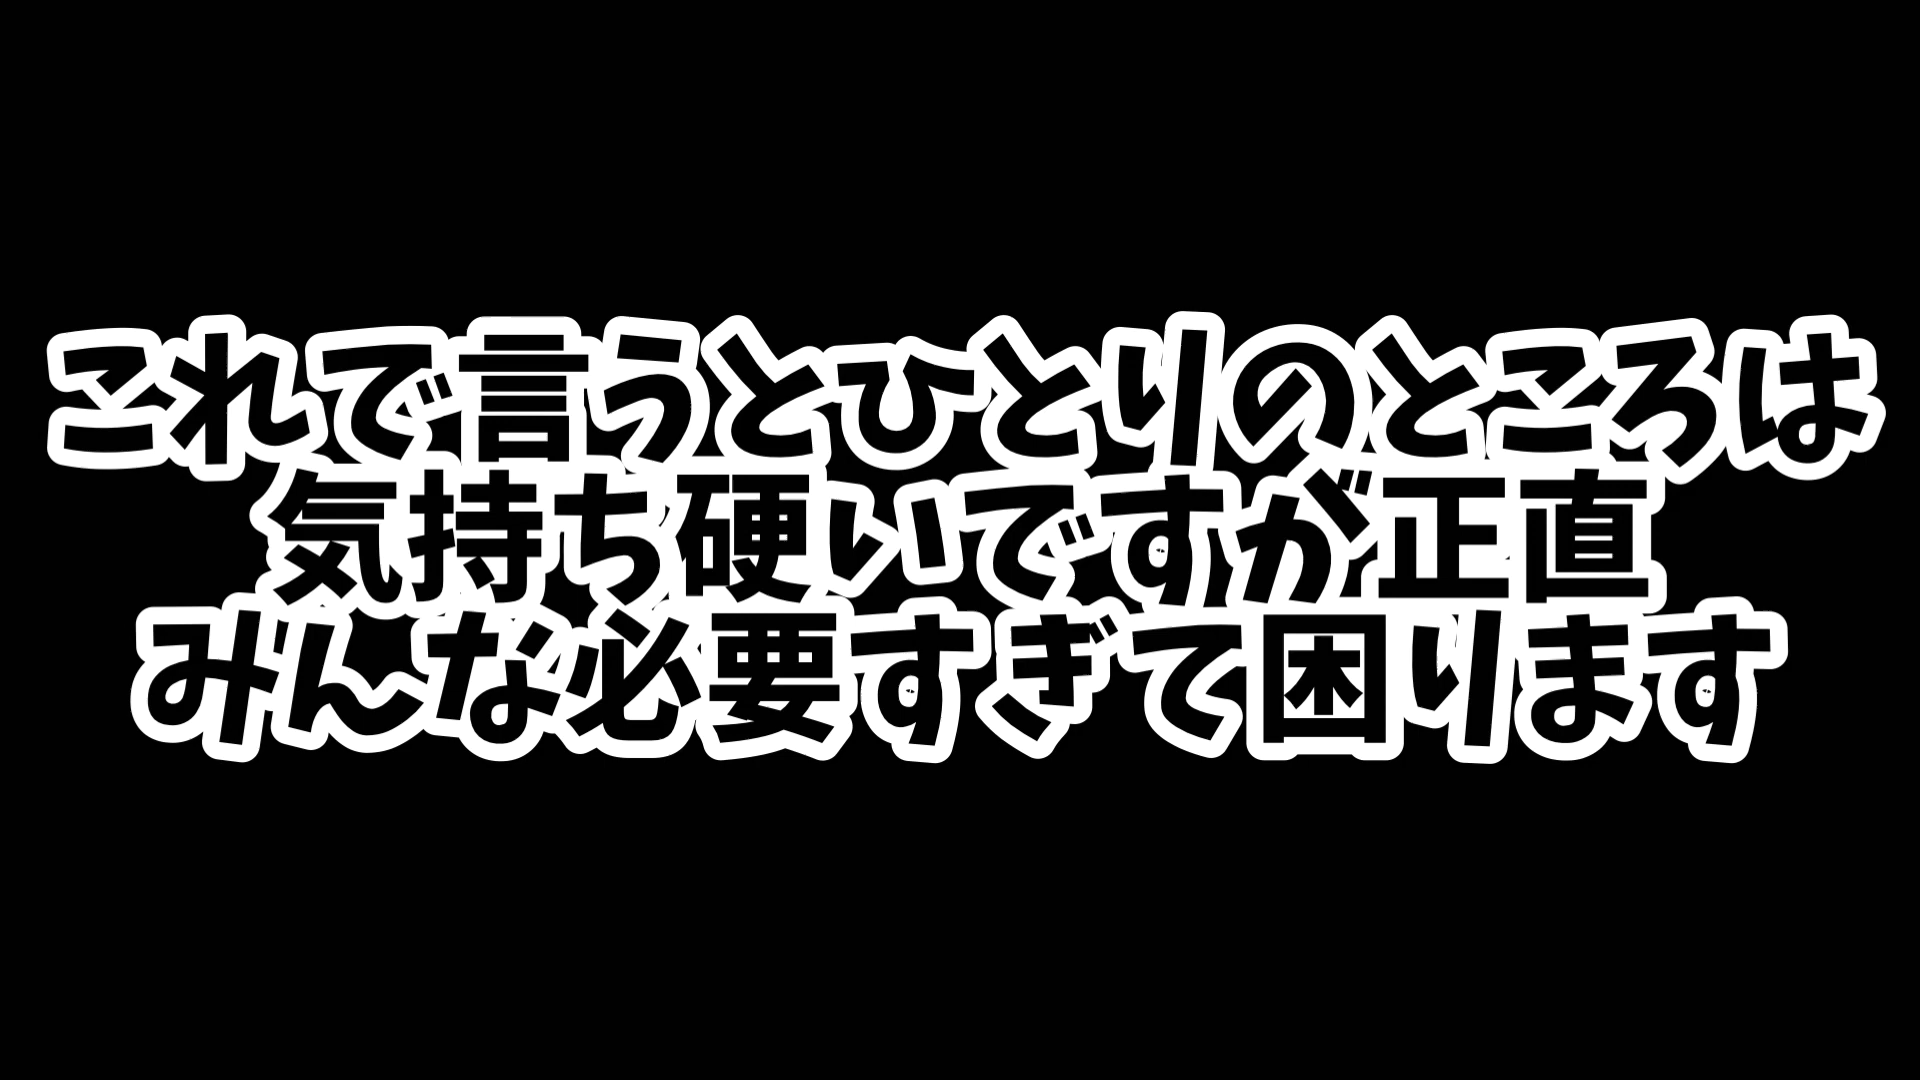 これで言うとひとりのところは
気持ち硬いですが正直
みんな必要すぎて困ります